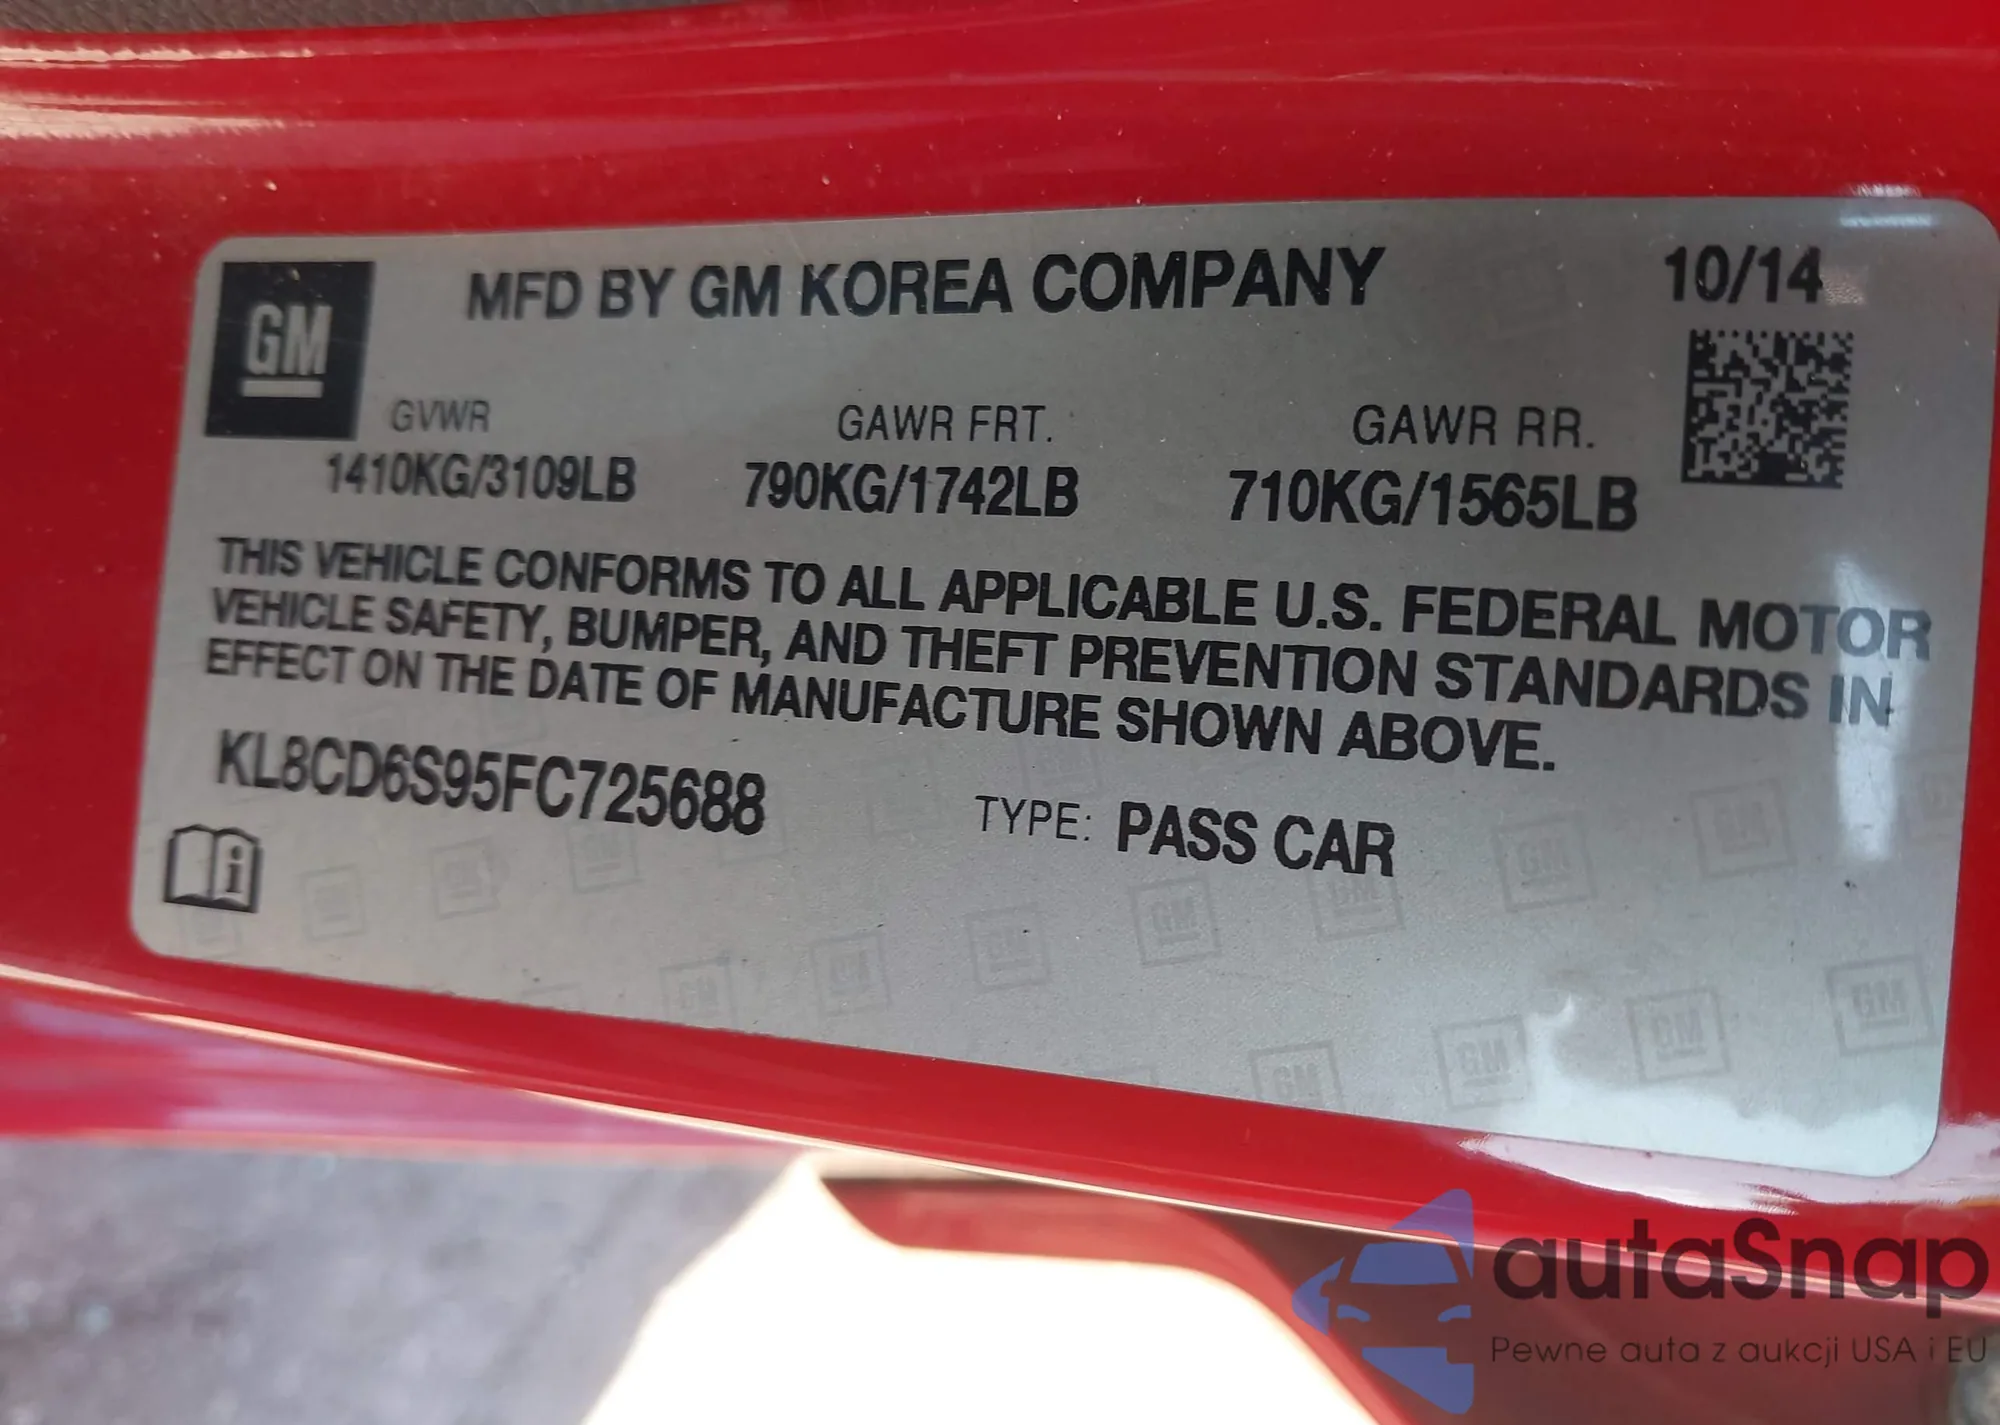 MFD BY GM KOREA COMPANY 10/14
GM
GVWR GAWR FRT. GAWR RR.
1410KG/3109LB 790KG/1742LB 710KG/1565LB
THIS VEHICLE CONFORMS TO ALL APPLICABLE U.S. FEDERAL MOTOR
VEHICLE SAFETY, BUMPER, AND THEFT PREVENTION STANDARDS IN
EFFECT ON THE DATE OF MANUFACTURE SHOWN ABOVE.
KL8CD6S95FC725688 TYPE: PASS CAR
autaSnap
Pewne auta z aukcji USA i EU